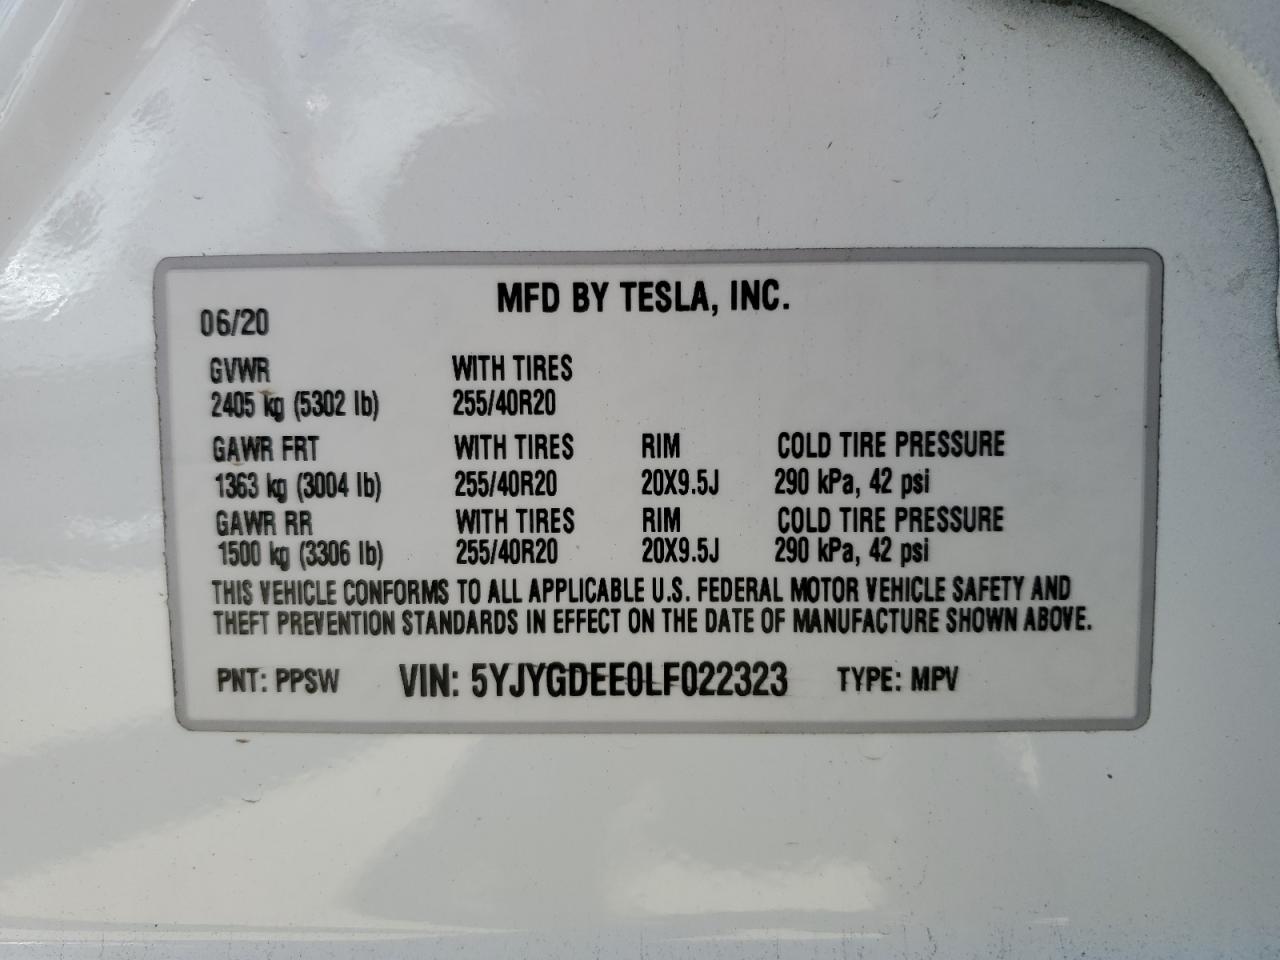 MFD BY TESLA, INC.
06/20
GVWR WITH TIRES
2405 kg (5302 lb) 255/40R20
GAWR FRT WITH TIRES RIM COLD TIRE PRESSURE
1363 kg (3004 lb) 255/40R20 20X9.5J 290 kPa, 42 psi
GAWR RR WITH TIRES RIM COLD TIRE PRESSURE
1500 kg (3306 lb) 255/40R20 20X9.5J 290 kPa, 42 psi
THIS VEHICLE CONFORMS TO ALL APPLICABLE U.S. FEDERAL MOTOR VEHICLE SAFETY AND
THEFT PREVENTION STANDARDS IN EFFECT ON THE DATE OF MANUFACTURE SHOWN ABOVE.
PNT: PPSW VIN: 5YJYGDEE0LF022323 TYPE: MPV